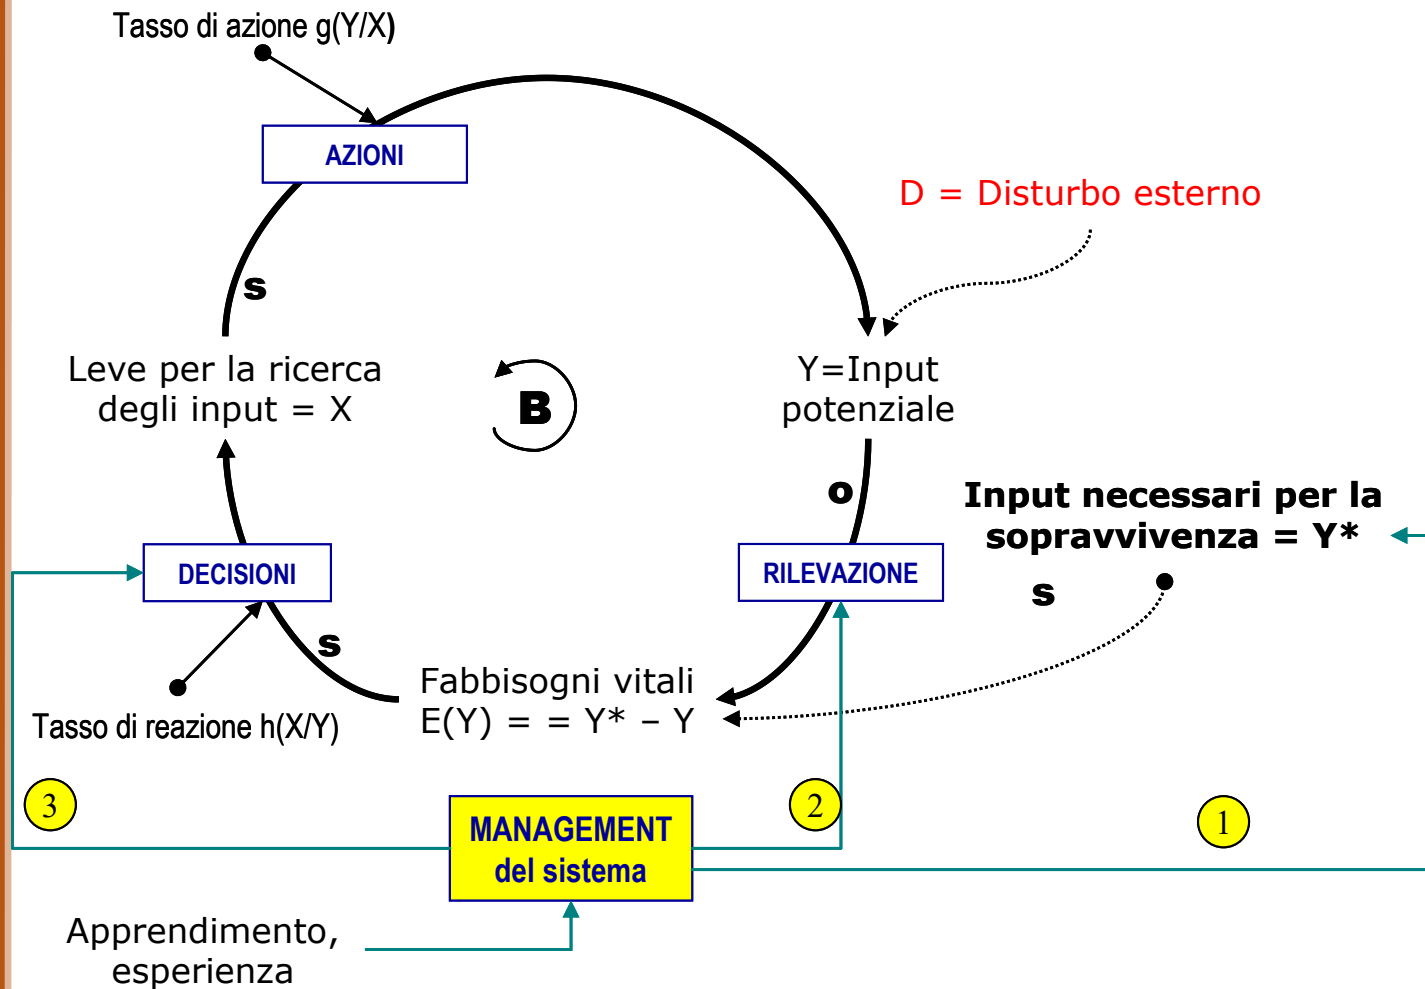 Tasso di azione g(Y/X)
AZIONI
D = Disturbo esterno
s
Leve per la ricerca
degli input = X
B
Y=Input
potenziale
o
Input necessari per la
sopravvivenza = Y*
DECISIONI
RILEVAZIONE
s
s
Fabbisogni vitali
E(Y) = = Y* – Y
Tasso di reazione h(X/Y)
3
2
1
MANAGEMENT
del sistema
Apprendimento,
esperienza